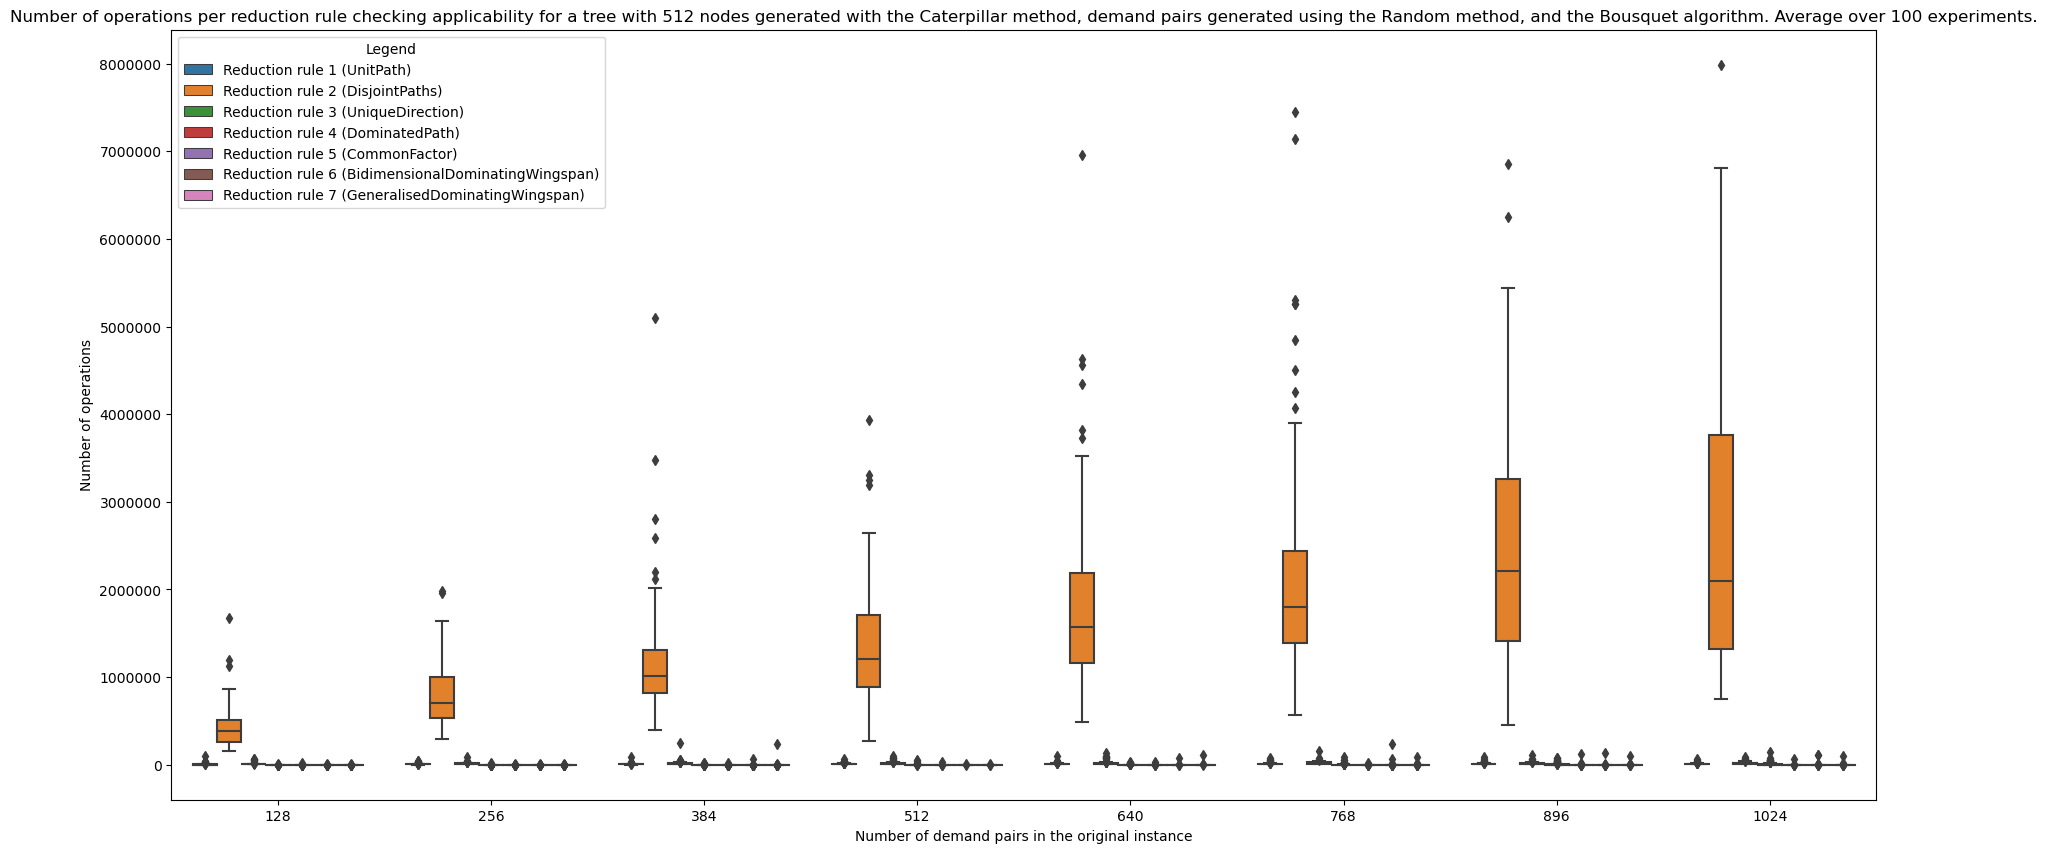 Number of operations per reduction rule checking applicability for a tree with 512 nodes generated with the Caterpillar method, demand pairs generated using the Random method, and the Bousquet algorithm. Average over 100 experiments.
Legend
Reduction rule 1 (UnitPath)
Reduction rule 2 (DisjointPaths)
Reduction rule 3 (UniqueDirection)
Reduction rule 4 (DominatedPath)
Reduction rule 5 (CommonFactor)
Reduction rule 6 (BidimensionalDominatingWingspan)
Reduction rule 7 (GeneralisedDominatingWingspan)
Number of operations
8000000
7000000
6000000
5000000
4000000
3000000
2000000
1000000
0
128 256 384 512 640 768 896 1024
Number of demand pairs in the original instance